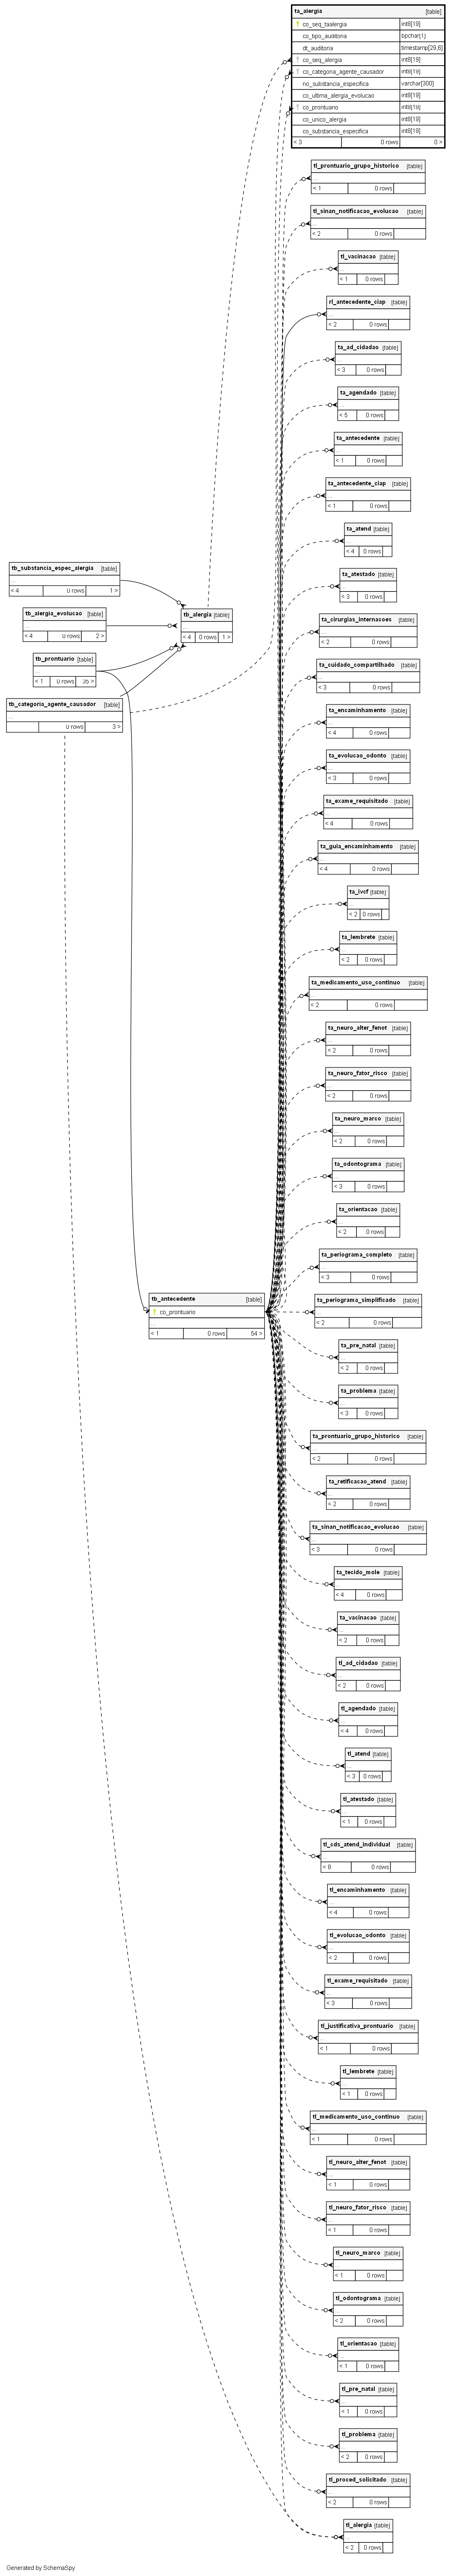 ta_alergia [table]
co_seq_taalergia int8[19]
co_tipo_auditoria bpchar[1]
dt_auditoria timestamp[29,6]
co_seq_alergia int8[19]
co_categoria_agente_causador int8[19]
no_substancia_especifica varchar[300]
co_ultima_alergia_evolucao int8[19]
co_prontuario int8[19]
co_unico_alergia int8[19]
co_substancia_especifica int8[19]
< 3 0 rows 0 >
tl_prontuario_grupo_historico [table]
...
< 1 0 rows
tl_sinan_notificacao_evolucao [table]
...
< 2 0 rows
tl_vacinacao [table]
...
< 1 0 rows
rl_antecedente_ciap [table]
...
< 2 0 rows
ta_ad_cidadao [table]
...
< 3 0 rows
ta_agendado [table]
...
< 5 0 rows
ta_antecedente [table]
...
< 1 0 rows
ta_antecedente_ciap [table]
...
< 1 0 rows
ta_atend [table]
...
< 4 0 rows
tb_substancia_espec_alergia [table]
...
< 4 0 rows 1 >
ta_atestado [table]
...
< 3 0 rows
tb_alergia_evolucao [table]
...
< 4 0 rows 2 >
tb_alergia [table]
...
< 4 0 rows 1 >
ta_cirurgias_internacoes [table]
...
< 2 0 rows
tb_prontuario [table]
...
< 1 0 rows 35 >
ta_cuidado_compartilhado [table]
...
< 3 0 rows
tb_categoria_agente_causador [table]
...
0 rows 3 >
ta_encaminhamento [table]
...
< 4 0 rows
ta_evolucao_odonto [table]
...
< 3 0 rows
ta_exame_requisitado [table]
...
< 4 0 rows
ta_guia_encaminhamento [table]
...
< 4 0 rows
ta_ivcf [table]
...
< 2 0 rows
ta_lembrete [table]
...
< 2 0 rows
ta_medicamento_uso_continuo [table]
...
< 2 0 rows
ta_neuro_alter_fenot [table]
...
< 2 0 rows
ta_neuro_fator_risco [table]
...
< 2 0 rows
ta_neuro_marco [table]
...
< 2 0 rows
ta_odontograma [table]
...
< 3 0 rows
ta_orientacao [table]
...
< 2 0 rows
ta_periograma_completo [table]
...
< 3 0 rows
tb_antecedente [table]
co_prontuario
...
< 1 0 rows 54 >
ta_periograma_simplificado [table]
...
< 2 0 rows
ta_pre_natal [table]
...
< 2 0 rows
ta_problema [table]
...
< 3 0 rows
ta_prontuario_grupo_historico [table]
...
< 2 0 rows
ta_retificacao_atend [table]
...
< 2 0 rows
ta_sinan_notificacao_evolucao [table]
...
< 3 0 rows
ta_tecido_mole [table]
...
< 4 0 rows
ta_vacinacao [table]
...
< 2 0 rows
tl_ad_cidadao [table]
...
< 2 0 rows
tl_agendado [table]
...
< 4 0 rows
tl_atend [table]
...
< 3 0 rows
tl_atestado [table]
...
< 1 0 rows
tl_cds_atend_individual [table]
...
< 8 0 rows
tl_encaminhamento [table]
...
< 4 0 rows
tl_evolucao_odonto [table]
...
< 2 0 rows
tl_exame_requisitado [table]
...
< 3 0 rows
tl_justificativa_prontuario [table]
...
< 1 0 rows
tl_lembrete [table]
...
< 1 0 rows
tl_medicamento_uso_continuo [table]
...
< 1 0 rows
tl_neuro_alter_fenot [table]
...
< 1 0 rows
tl_neuro_fator_risco [table]
...
< 1 0 rows
tl_neuro_marco [table]
...
< 1 0 rows
tl_odontograma [table]
...
< 2 0 rows
tl_orientacao [table]
...
< 1 0 rows
tl_pre_natal [table]
...
< 1 0 rows
tl_problema [table]
...
< 2 0 rows
tl_proced_solicitado [table]
...
< 2 0 rows
tl_alergia [table]
...
< 2 0 rows
Generated by SchemaSpy